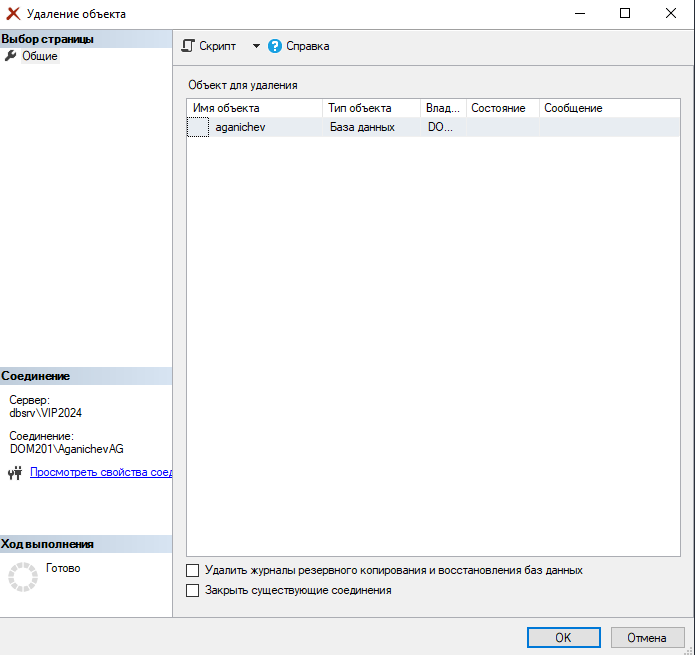 Удаление объекта
Выбор страницы
Общие
Скрипт
Справка
Объект для удаления
Имя объекта Тип объекта Влад... Состояние Сообщение
aganichev База данных DO...
Соединение
Сервер:
dbsrv\VIP2024
Соединение:
DOM201\AganichevAG
Просмотреть свойства соед
Ход выполнения
Готово
Удалить журналы резервного копирования и восстановления баз данных
Закрыть существующие соединения
OK
Отмена